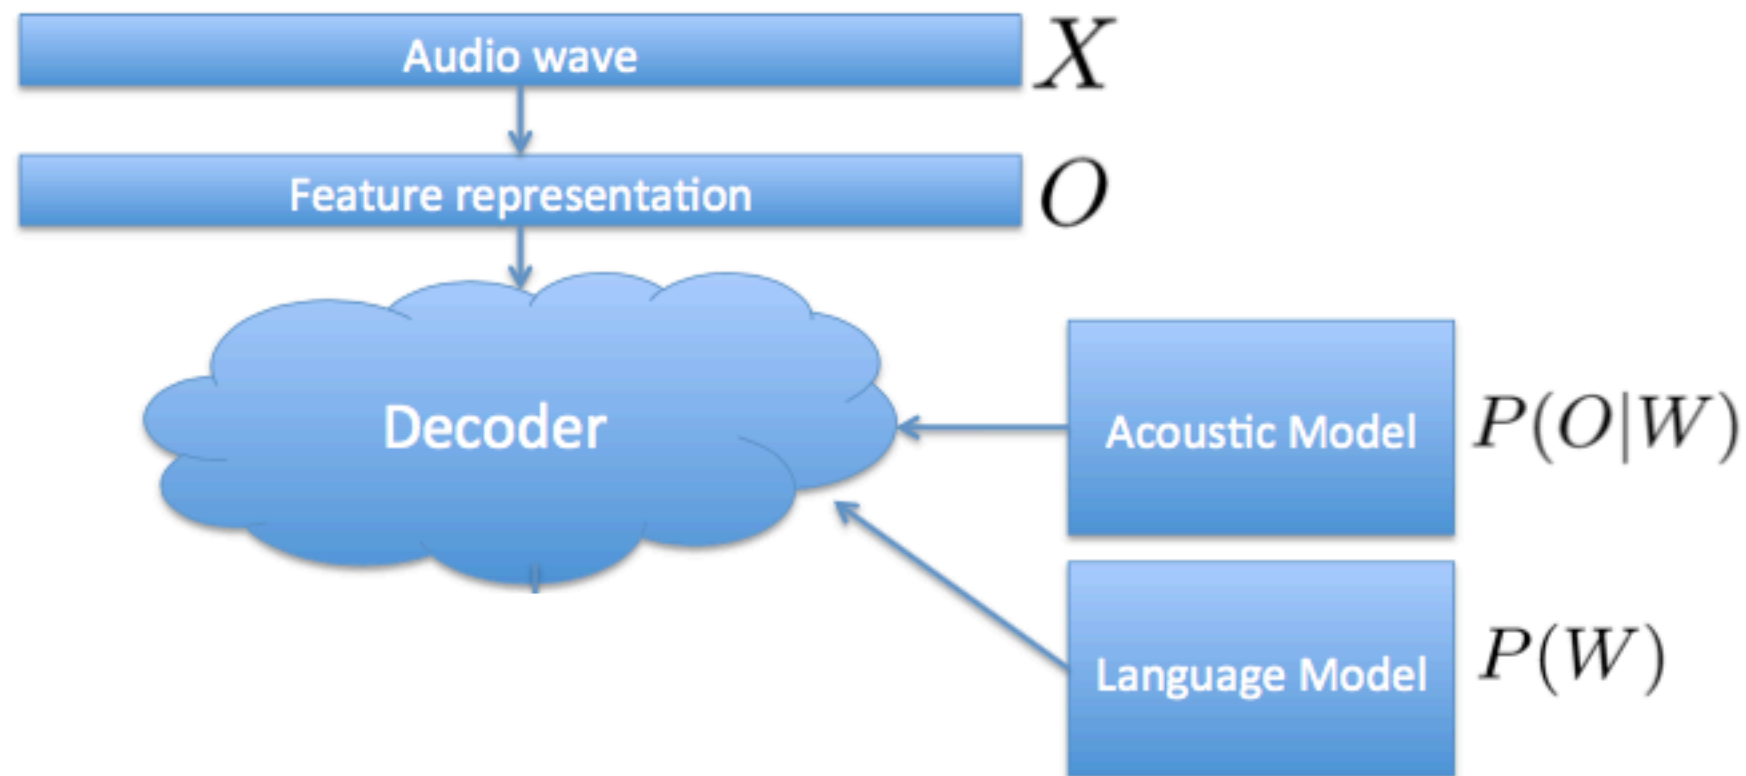 Audio wave
X
Feature representation
O
Decoder
Acoustic Model
P(O|W)
Language Model
P(W)